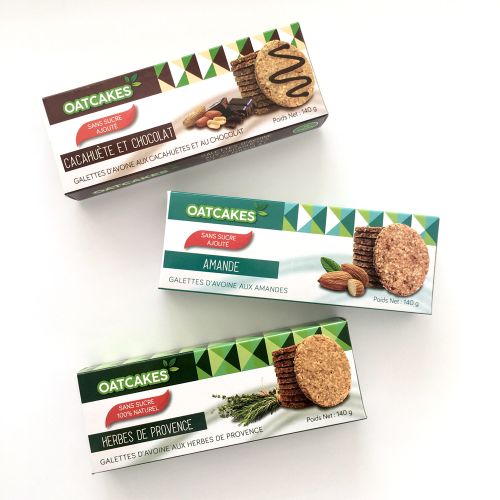 OATCAKES
SANS SUCRE
AJOUTÉ
CACAHUÈTE ET CHOCOLAT
GALETTES D'AVOINE AUX CACAHUÈTES ET AU CHOCOLAT
Poids Net : 140 g
OATCAKES
OATCAKES
SANS SUCRE
AJOUTÉ
AMANDE
GALETTES D'AVOINE AUX AMANDES
Poids Net : 140 g
OATCAKES
SANS SUCRE
100% NATUREL
HERBES DE PROVENCE
GALETTES D'AVOINE AUX HERBES DE PROVENCE
Poids Net : 140 g